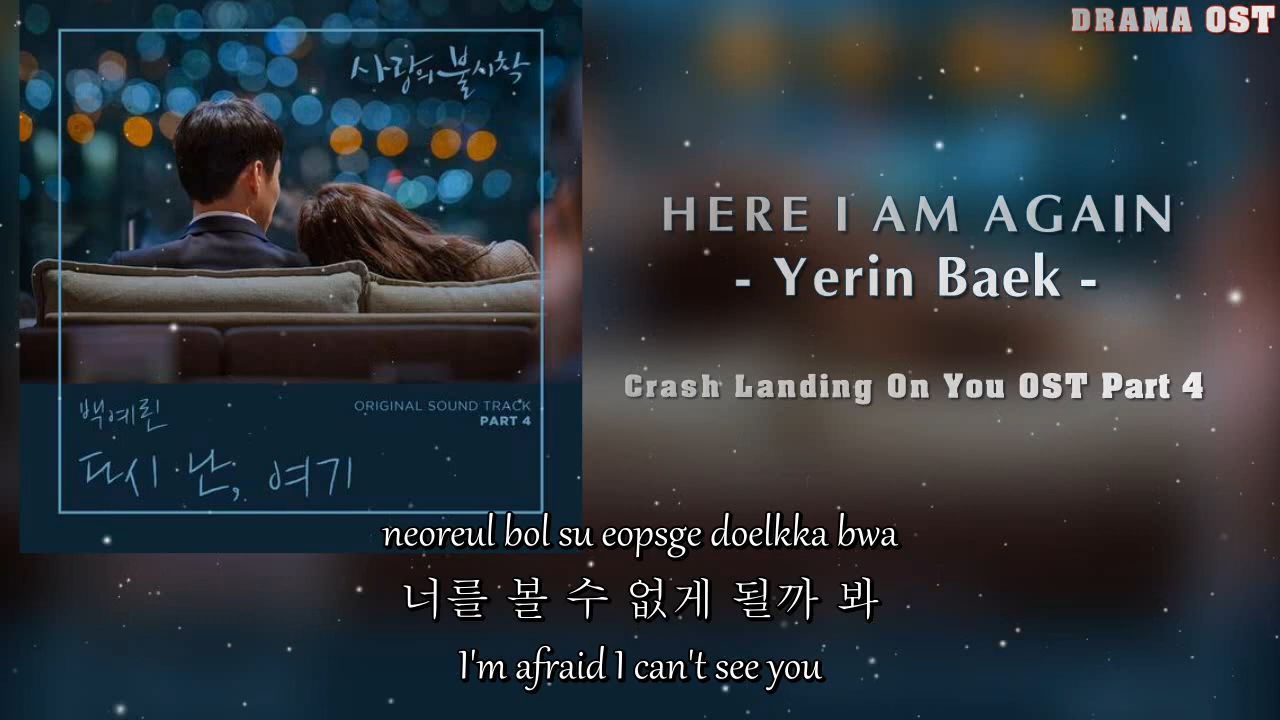 DRAMA OST
사랑의 불시착
HERE I AM AGAIN
- Yerin Baek -
Crash Landing On You OST Part 4
백예린
ORIGINAL SOUND TRACK
PART 4
다시 난, 여기
neoreul bol su eopsge doelkka bwa
너를 볼 수 없게 될까 봐
I'm afraid I can't see you